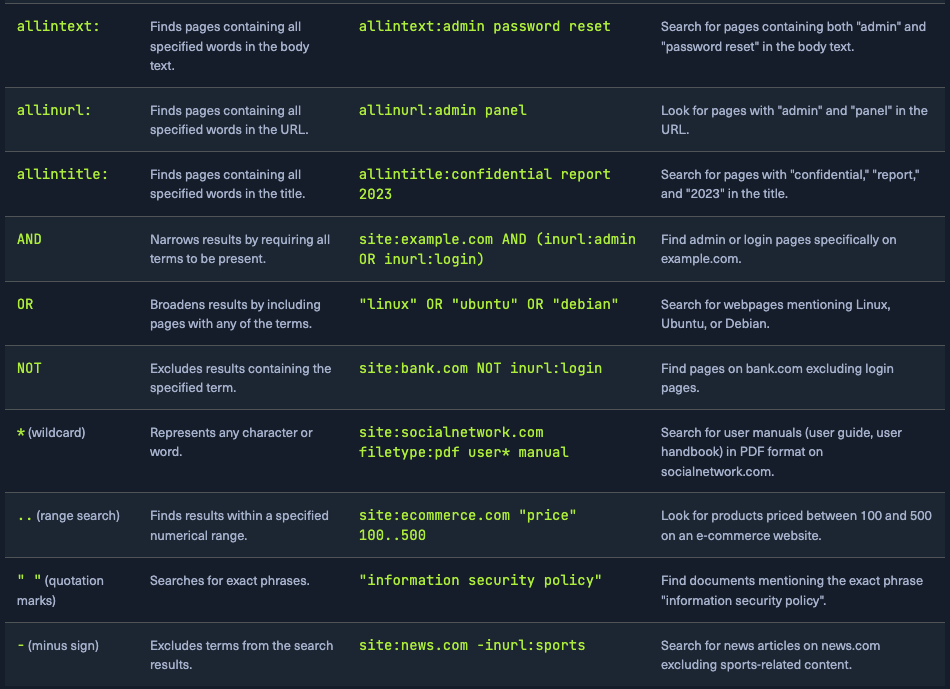 allintext: Finds pages containing all allintext:admin password reset Search for pages containing both "admin" and
specified words in the body "password reset" in the body text.
text.
allinurl: Finds pages containing all allinurl:admin panel Look for pages with "admin" and "panel" in the
specified words in the URL. URL.
allintitle: Finds pages containing all allintitle:confidential report Search for pages with "confidential," "report,"
specified words in the title. 2023 and "2023" in the title.
AND Narrows results by requiring all site:example.com AND (inurl:admin Find admin or login pages specifically on
terms to be present. OR inurl:login) example.com.
OR Broadens results by including "linux" OR "ubuntu" OR "debian" Search for webpages mentioning Linux,
pages with any of the terms. Ubuntu, or Debian.
NOT Excludes results containing the site:bank.com NOT inurl:login Find pages on bank.com excluding login
specified term. pages.
* (wildcard) Represents any character or site:socialnetwork.com Search for user manuals (user guide, user
word. filetype:pdf user* manual handbook) in PDF format on
socialnetwork.com.
.. (range search) Finds results within a specified site:ecommerce.com "price" Look for products priced between 100 and 500
numerical range. 100..500 on an e-commerce website.
" " (quotation Searches for exact phrases. "information security policy" Find documents mentioning the exact phrase
marks) "information security policy".
- (minus sign) Excludes terms from the search site:news.com -inurl:sports Search for news articles on news.com
results. excluding sports-related content.